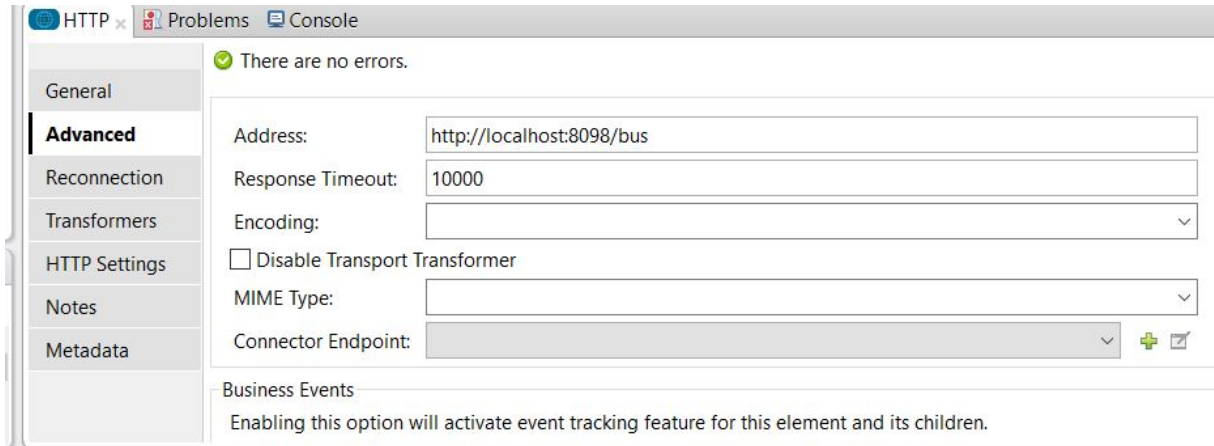 HTTP Problems Console
There are no errors.
General
Advanced
Reconnection
Transformers
HTTP Settings
Notes
Metadata
Address: http://localhost:8098/bus
Response Timeout: 10000
Encoding:
Disable Transport Transformer
MIME Type:
Connector Endpoint:
Business Events
Enabling this option will activate event tracking feature for this element and its children.